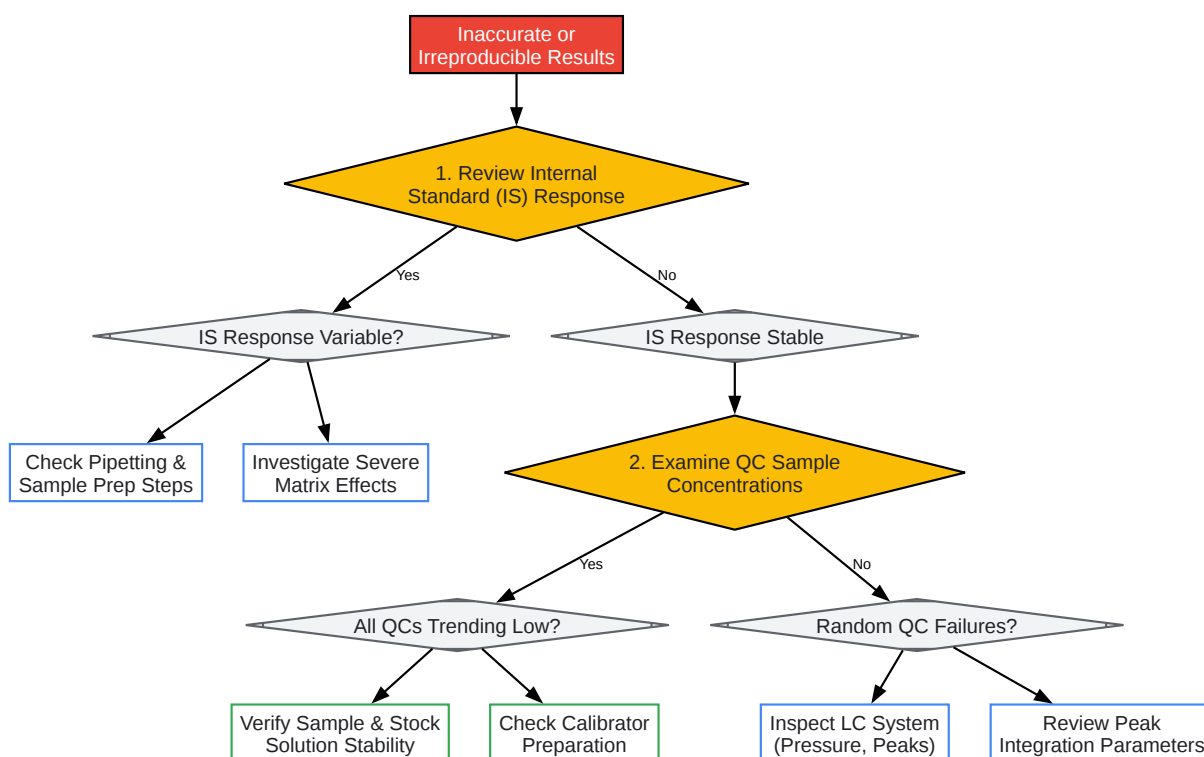 Inaccurate or
Irreproducible Results
1. Review Internal
Standard (IS) Response
Yes
No
IS Response Variable?
IS Response Stable
Check Pipetting &
Sample Prep Steps
Investigate Severe
Matrix Effects
2. Examine QC Sample
Concentrations
Yes
No
All QCs Trending Low?
Random QC Failures?
Verify Sample & Stock
Solution Stability
Check Calibrator
Preparation
Inspect LC System
(Pressure, Peaks)
Review Peak
Integration Parameters